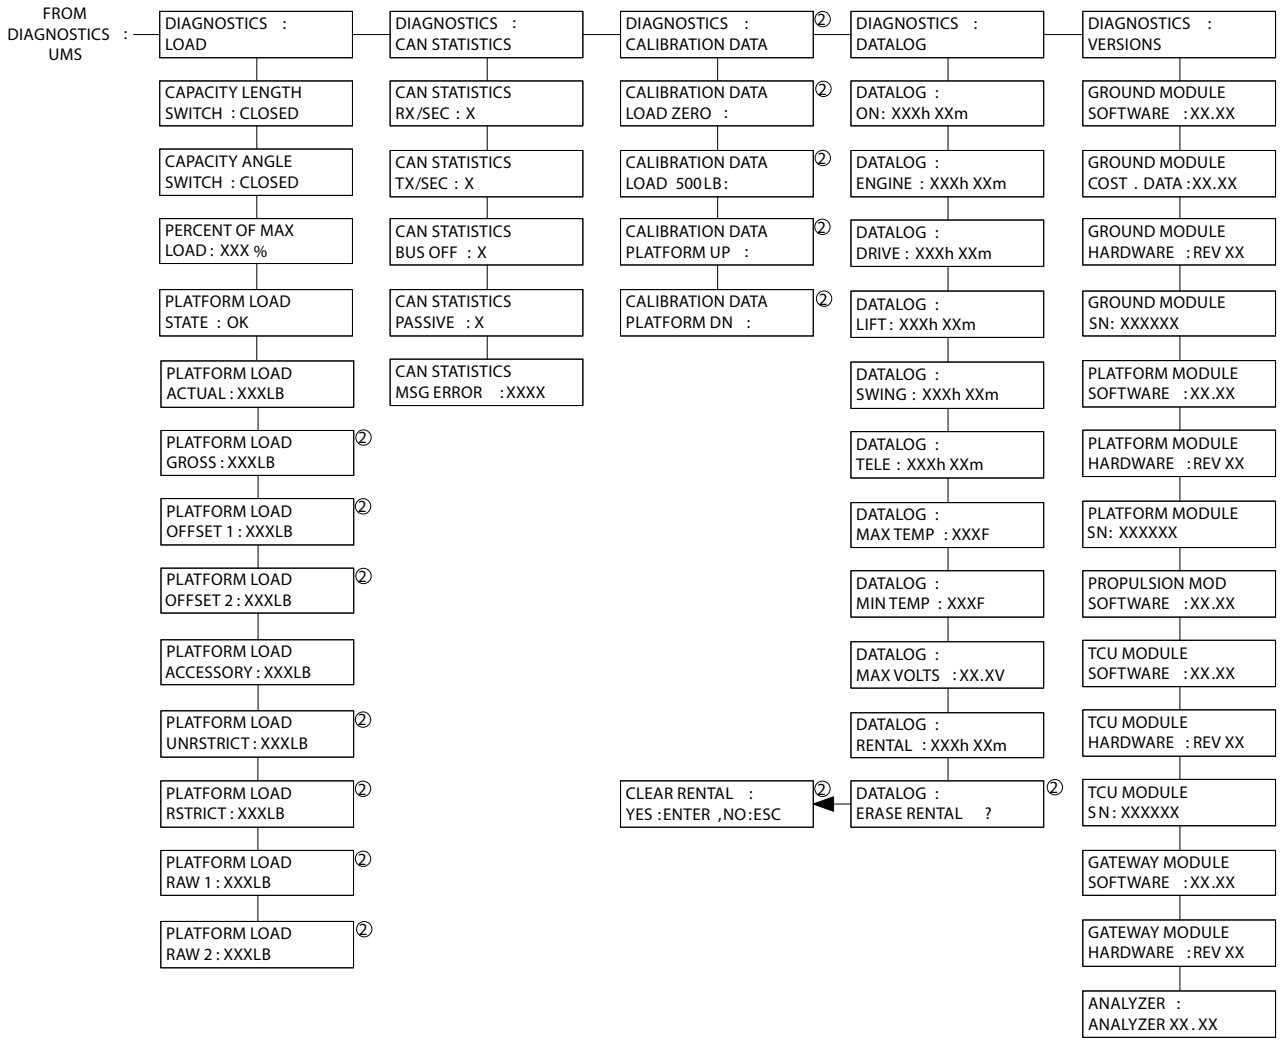 FROM
DIAGNOSTICS :
UMS
DIAGNOSTICS :
LOAD
CAPACITY LENGTH
SWITCH : CLOSED
CAPACITY ANGLE
SWITCH : CLOSED
PERCENT OF MAX
LOAD : XXX %
PLATFORM LOAD
STATE : OK
PLATFORM LOAD
ACTUAL : XXXLB
PLATFORM LOAD ②
GROSS : XXXLB
PLATFORM LOAD ②
OFFSET 1 : XXXLB
PLATFORM LOAD ②
OFFSET 2 : XXXLB
PLATFORM LOAD
ACCESSORY : XXXLB
PLATFORM LOAD ②
UNRSTRICT : XXXLB
PLATFORM LOAD ②
RSTRICT : XXXLB
PLATFORM LOAD ②
RAW 1 : XXXLB
PLATFORM LOAD ②
RAW 2 : XXXLB
DIAGNOSTICS :
CAN STATISTICS
CAN STATISTICS
RX/SEC : X
CAN STATISTICS
TX/SEC : X
CAN STATISTICS
BUS OFF : X
CAN STATISTICS
PASSIVE : X
CAN STATISTICS
MSG ERROR : XXXX
DIAGNOSTICS : ②
CALIBRATION DATA
CALIBRATION DATA ②
LOAD ZERO :
CALIBRATION DATA ②
LOAD 500LB:
CALIBRATION DATA ②
PLATFORM UP :
CALIBRATION DATA ②
PLATFORM DN :
DIAGNOSTICS :
DATALOG
DATALOG :
ON: XXXh XXm
DATALOG :
ENGINE : XXXh XXm
DATALOG :
DRIVE : XXXh XXm
DATALOG :
LIFT : XXXh XXm
DATALOG :
SWING : XXXh XXm
DATALOG :
TELE : XXXh XXm
DATALOG :
MAX TEMP : XXXF
DATALOG :
MIN TEMP : XXXF
DATALOG :
MAX VOLTS : XX.XV
DATALOG :
RENTAL : XXXh XXm
DATALOG : ②
ERASE RENTAL ?
CLEAR RENTAL : ②
YES :ENTER ,NO:ESC
DIAGNOSTICS :
VERSIONS
GROUND MODULE
SOFTWARE : XX.XX
GROUND MODULE
COST . DATA :XX.XX
GROUND MODULE
HARDWARE : REV XX
GROUND MODULE
SN: XXXXXX
PLATFORM MODULE
SOFTWARE : XX.XX
PLATFORM MODULE
HARDWARE : REV XX
PLATFORM MODULE
SN: XXXXXX
PROPULSION MOD
SOFTWARE : XX.XX
TCU MODULE
SOFTWARE : XX.XX
TCU MODULE
HARDWARE : REV XX
TCU MODULE
SN: XXXXXX
GATEWAY MODULE
SOFTWARE : XX.XX
GATEWAY MODULE
HARDWARE : REV XX
ANALYZER :
ANALYZER XX . XX